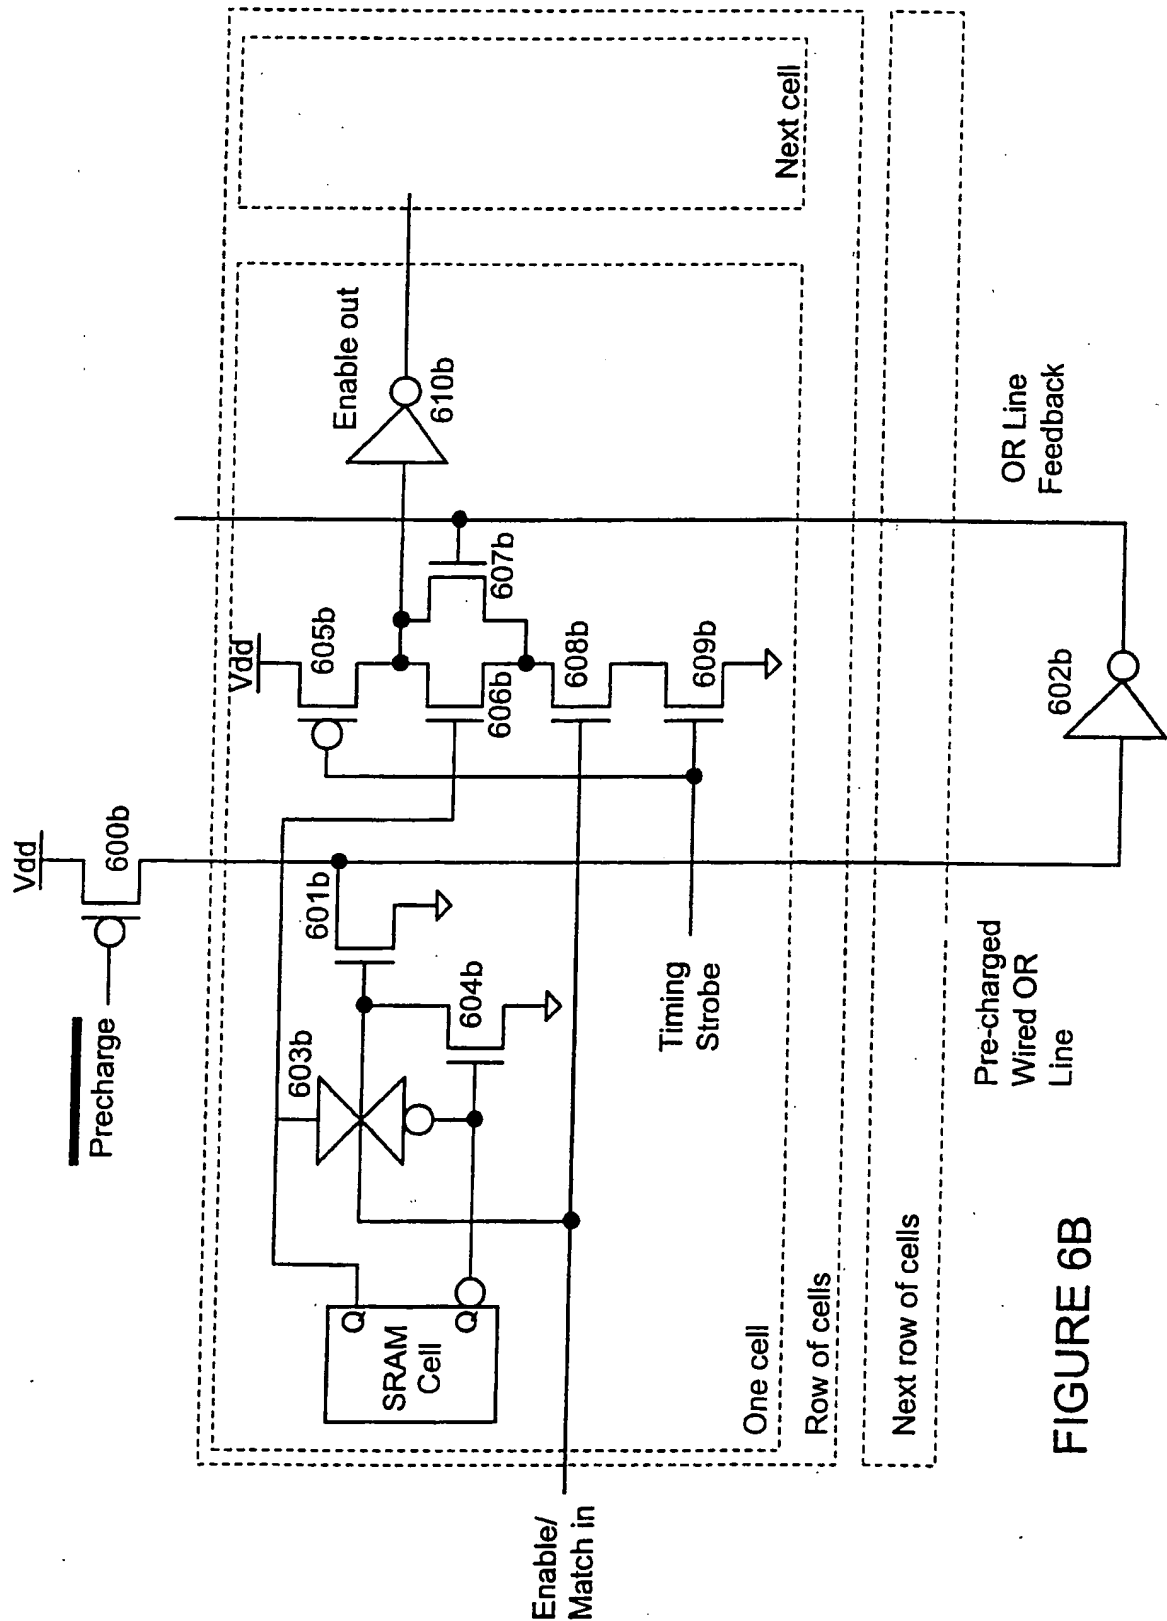 Vdd
600b
Precharge
Vdd
605b
Enable out
610b
Next cell
601b
603b
604b
606b
607b
608b
609b
SRAM
Cell
Q
Q
Enable/
Match in
Timing
Strobe
One cell
Row of cells
Next row of cells
Pre-charged
Wired OR
Line
602b
OR Line
Feedback
FIGURE 6B